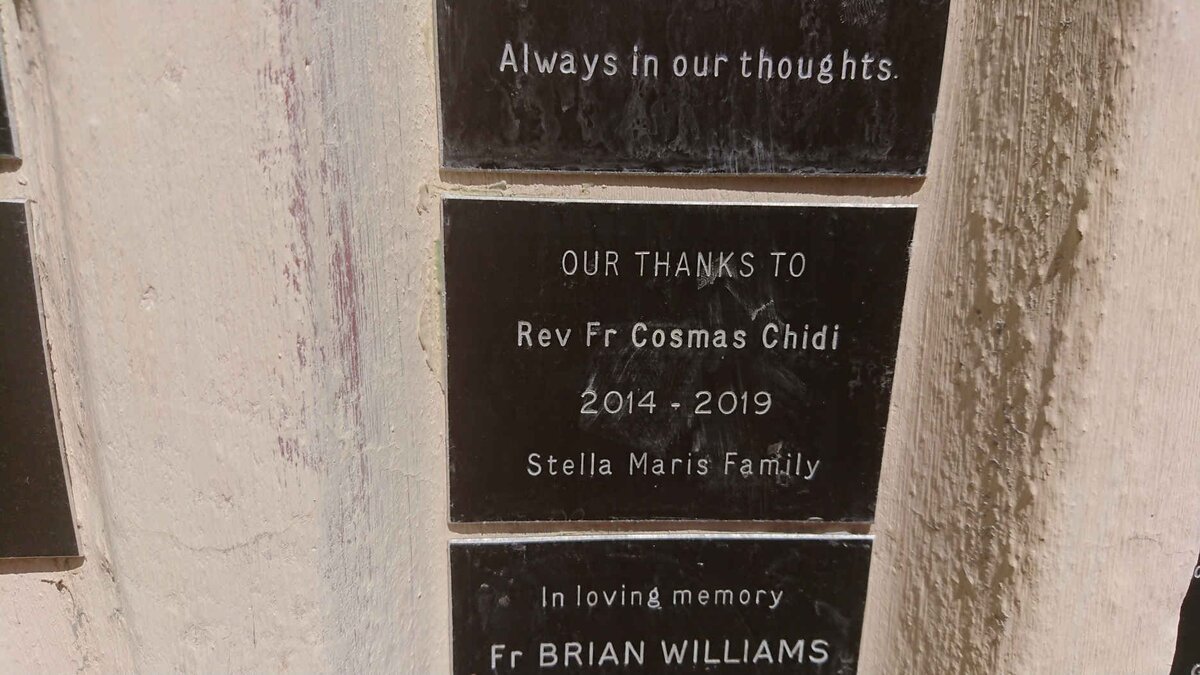 Always in our thoughts.
OUR THANKS TO
Rev Fr Cosmas Chidi
2014 - 2019
Stella Maris Family
In loving memory
Fr BRIAN WILLIAMS